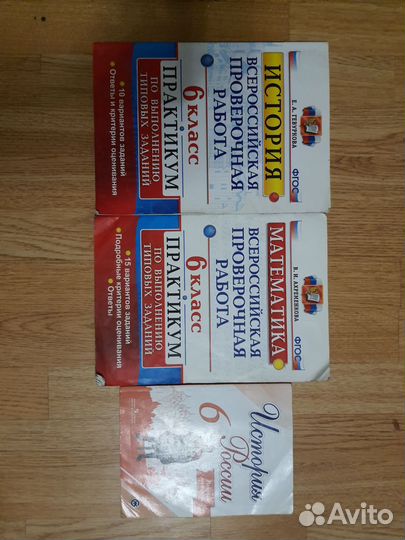 Е. А. ГЕВУРКОВА
ФГОС
ИСТОРИЯ
ВСЕРОССИЙСКАЯ
ПРОВЕРОЧНАЯ
РАБОТА
6 класс
ПРАКТИКУМ
ПО ВЫПОЛНЕНИЮ
ТИПОВЫХ ЗАДАНИЙ
10 вариантов заданий
Ответы и критерии оценивания
В. И. АХРЕМЕНКОВА
ФГОС
МАТЕМАТИКА
ВСЕРОССИЙСКАЯ
ПРОВЕРОЧНАЯ
РАБОТА
6 класс
ПРАКТИКУМ
ПО ВЫПОЛНЕНИЮ
ТИПОВЫХ ЗАДАНИЙ
15 вариантов заданий
Подробные критерии оценивания
Ответы
История
России
6
Avito